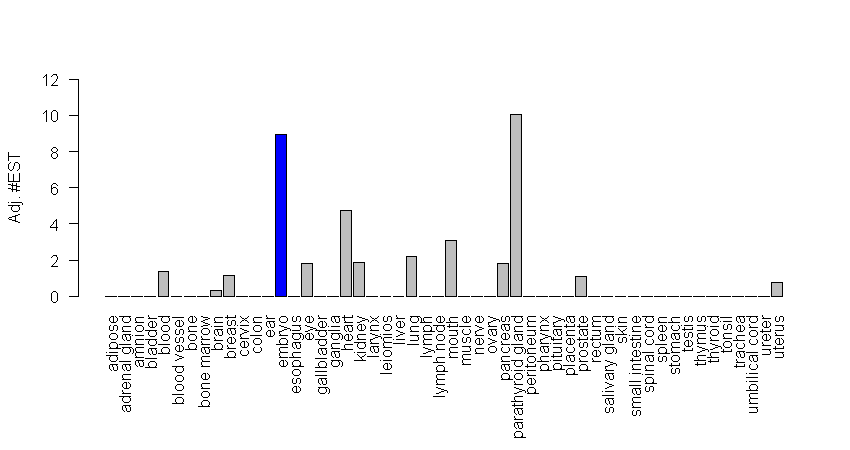 Adj. #EST
12
10
8
6
4
2
0
adipose
adrenal gland
amnion
bladder
blood
blood vessel
bone
bone marrow
brain
breast
cervix
colon
ear
embryo
esophagus
eye
gallbladder
ganglia
heart
kidney
larynx
leiomios
liver
lung
lymph
lymph node
mouth
muscle
nerve
ovary
pancreas
parathyroid gland
peritoneum
pharynx
pituitary
placenta
prostate
rectum
salivary gland
skin
small intestine
spinal cord
spleen
stomach
testis
thymus
thyroid
tonsil
trachea
umbilical cord
ureter
uterus